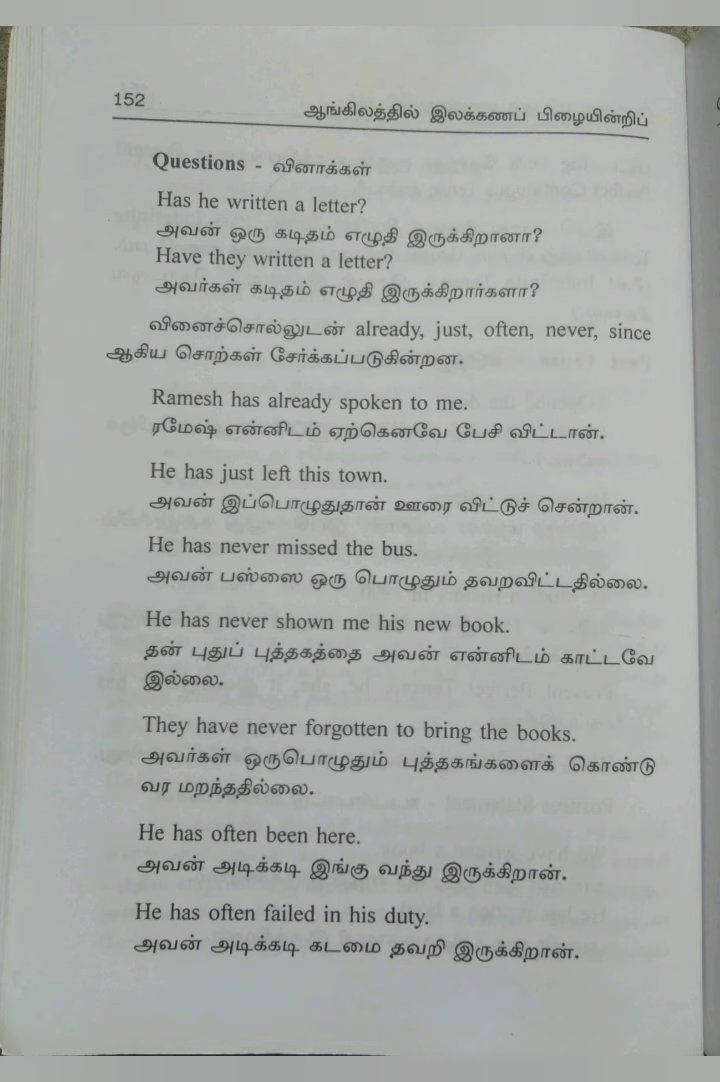 152
ஆங்கிலத்தில் இலக்கணப் பிழையின்றிப்
Questions - வினாக்கள்
Has he written a letter?
அவன் ஒரு கடிதம் எழுதி இருக்கிறானா?
Have they written a letter?
அவர்கள் கடிதம் எழுதி இருக்கிறார்களா?
வினைச்சொல்லுடன் already, just, often, never, since
ஆகிய சொற்கள் சேர்க்கப்படுகின்றன.
Ramesh has already spoken to me.
ரமேஷ் என்னிடம் ஏற்கெனவே பேசி விட்டான்.
He has just left this town.
அவன் இப்பொழுதுதான் ஊரை விட்டுச் சென்றான்.
He has never missed the bus.
அவன் பஸ்ஸை ஒரு பொழுதும் தவறவிட்டதில்லை.
He has never shown me his new book.
தன் புதுப் புத்தகத்தை அவன் என்னிடம் காட்டவே
இல்லை.
They have never forgotten to bring the books.
அவர்கள் ஒருபொழுதும் புத்தகங்களைக் கொண்டு
வர மறந்ததில்லை.
He has often been here.
அவன் அடிக்கடி இங்கு வந்து இருக்கிறான்.
He has often failed in his duty.
அவன் அடிக்கடி கடமை தவறி இருக்கிறான்.